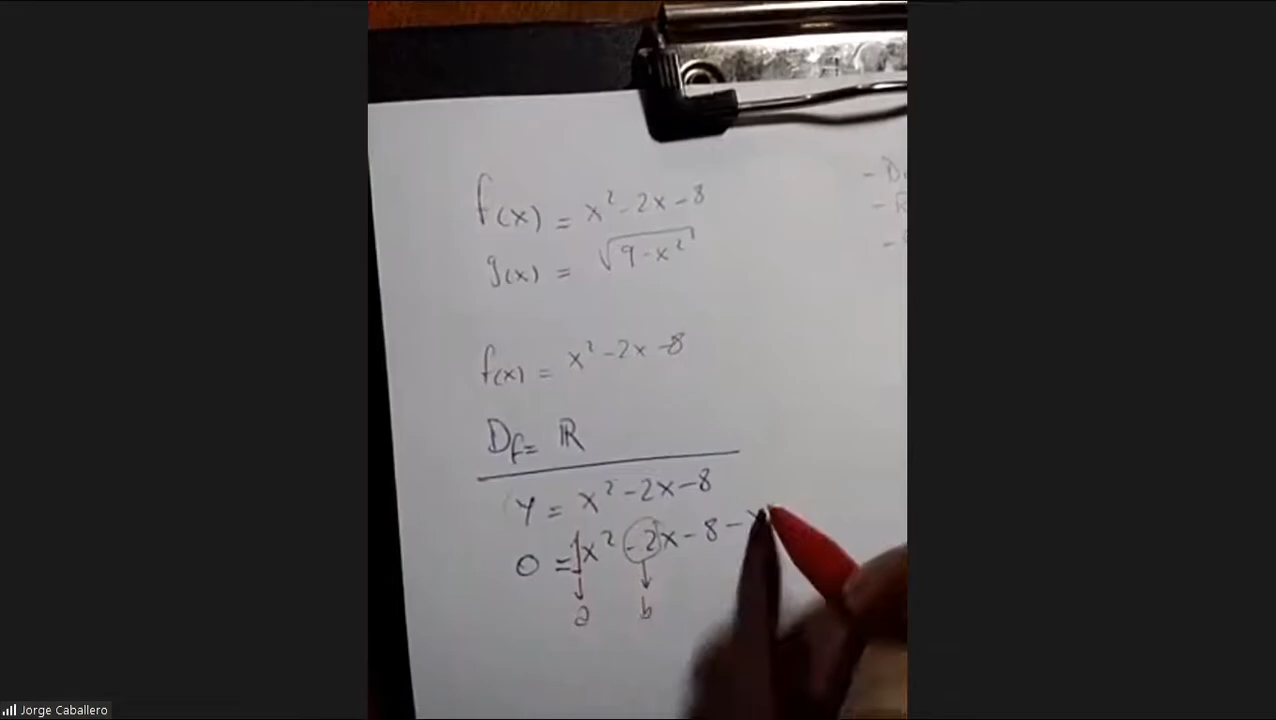 f(x) = x² - 2x - 8
g(x) = √(9 - x²)
f(x) = x² - 2x - 8
Df = ℝ
y = x² - 2x - 8
0 = 1x² - 2x - 8 -
a b
Jorge Caballero